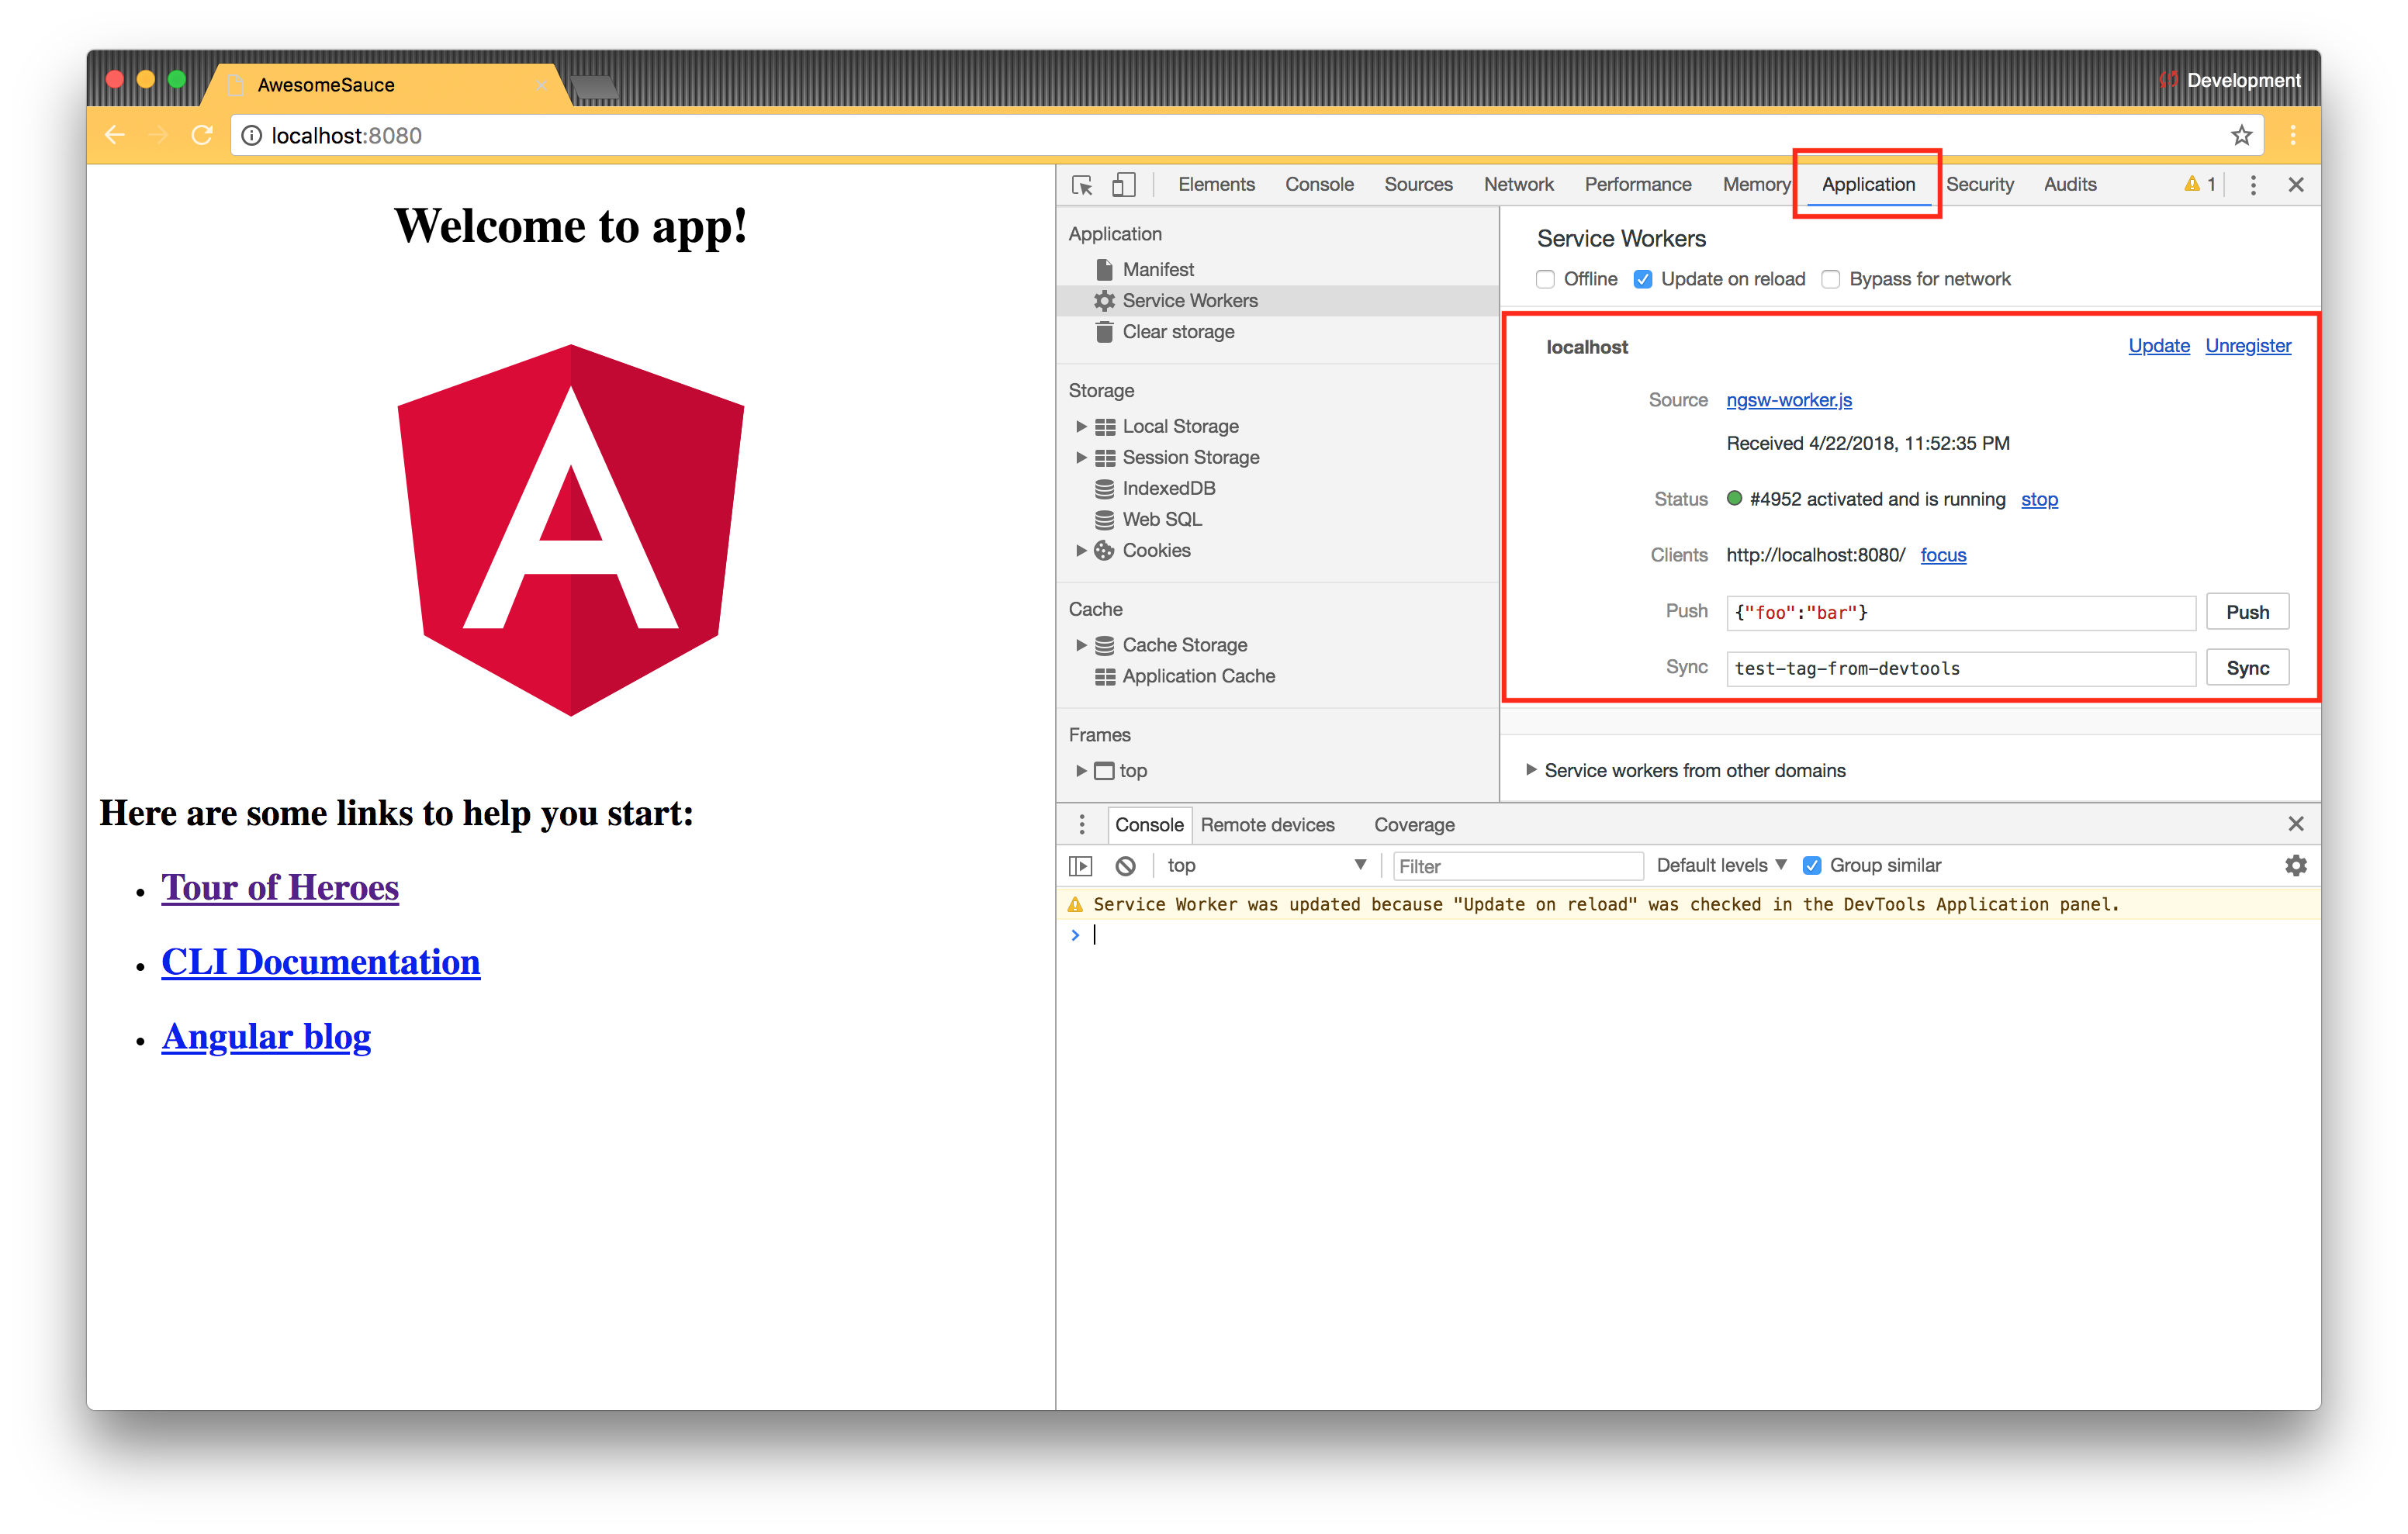 AwesomeSauce
Development
localhost:8080
Welcome to app!
A
Here are some links to help you start:
Tour of Heroes
CLI Documentation
Angular blog
Elements Console Sources Network Performance Memory Application Security Audits 1
Application
Manifest
Service Workers
Clear storage
Storage
Local Storage
Session Storage
IndexedDB
Web SQL
Cookies
Cache
Cache Storage
Application Cache
Frames
top
Service Workers
Offline Update on reload Bypass for network
localhost Update Unregister
Source ngsw-worker.js
Received 4/22/2018, 11:52:35 PM
Status #4952 activated and is running stop
Clients http://localhost:8080/ focus
Push {"foo":"bar"} Push
Sync test-tag-from-devtools Sync
Service workers from other domains
Console Remote devices Coverage
top Filter Default levels Group similar
Service Worker was updated because "Update on reload" was checked in the DevTools Application panel.